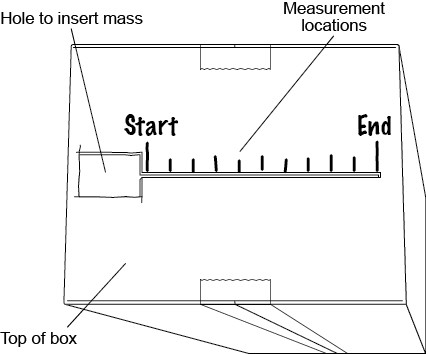 Hole to insert mass
Measurement
locations
Start
End
Top of box